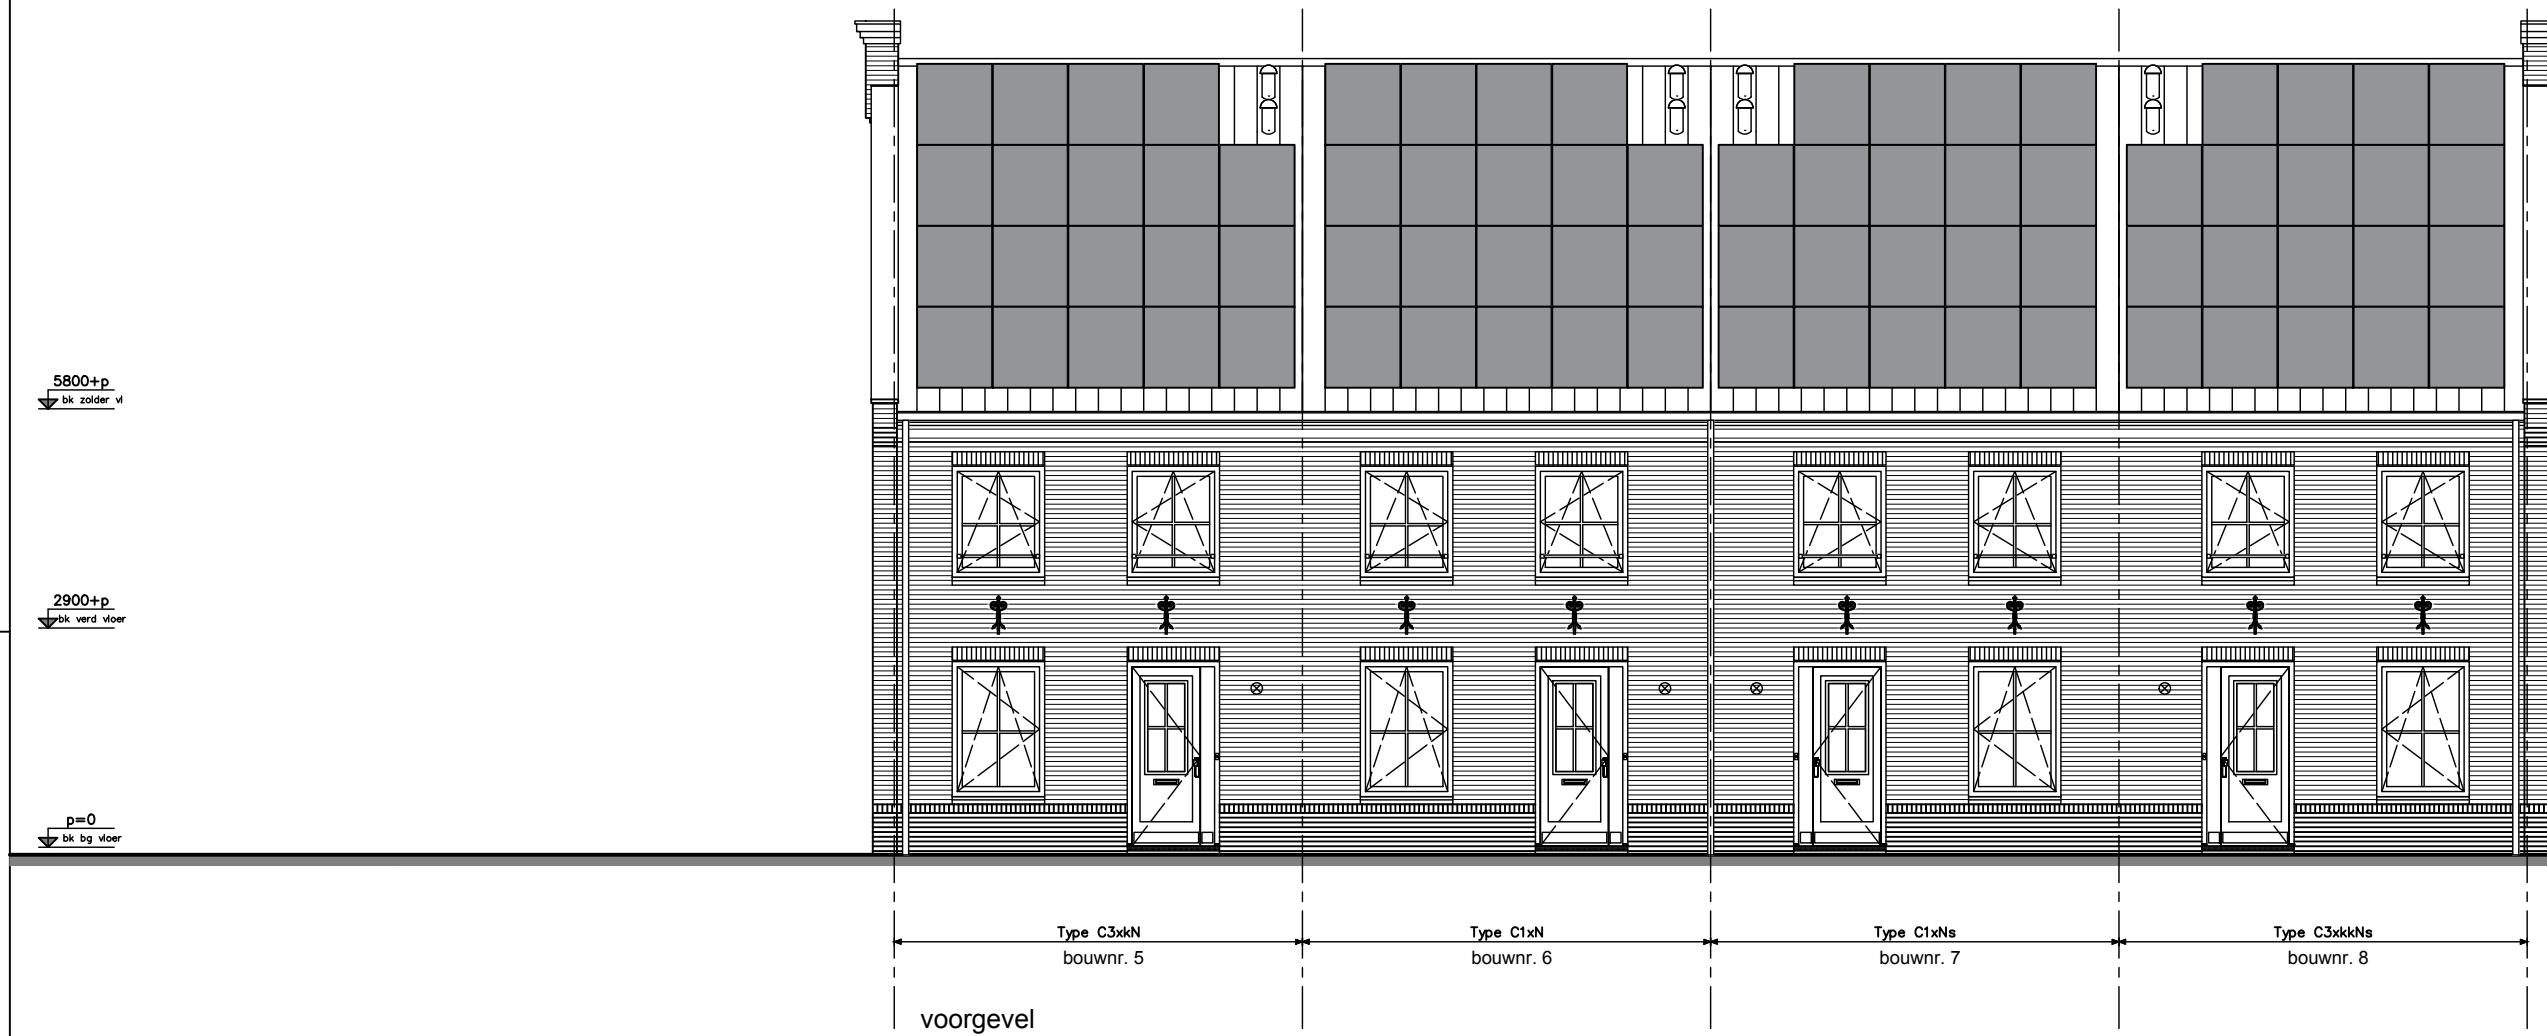 5800+p
bk zolder vl
2900+p
bk verd vloer
p=0
bk bg vloer
Type C3xkN
bouwnr. 5
Type C1xN
bouwnr. 6
Type C1xNs
bouwnr. 7
Type C3xkkNs
bouwnr. 8
voorgevel